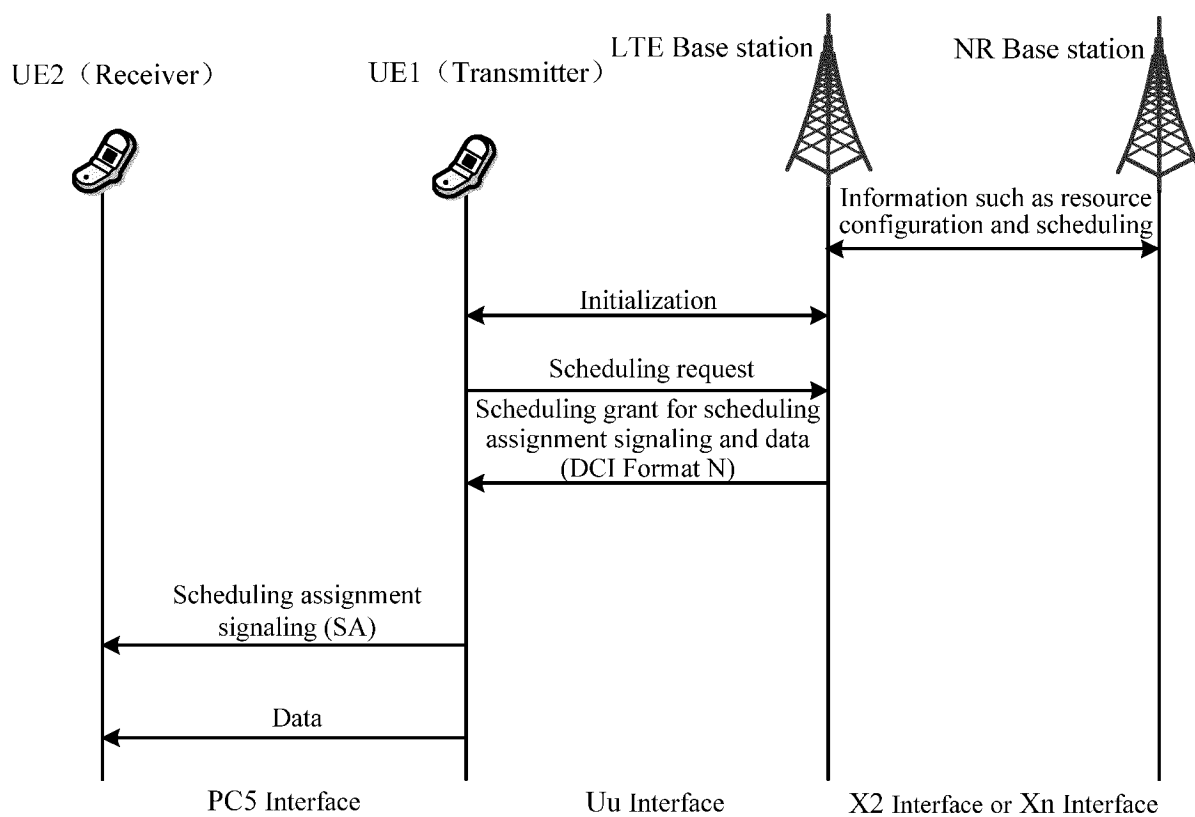 LTE Base station
NR Base station
UE2（Receiver）
UE1（Transmitter）
Information such as resource
configuration and scheduling
Initialization
Scheduling request
Scheduling grant for scheduling
assignment signaling and data
(DCI Format N)
Scheduling assignment
signaling (SA)
Data
PC5 Interface
Uu Interface
X2 Interface or Xn Interface